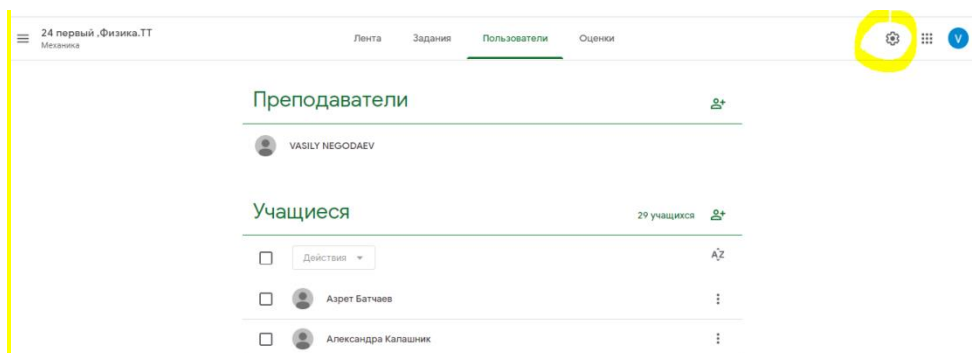 24 первый ,Физика.ТТ
Механика
Лента Задания Пользователи Оценки
V
Преподаватели
VASILY NEGODAEV
Учащиеся
29 учащихся
Действия
AZ
Азрет Батчаев
Александра Калашник